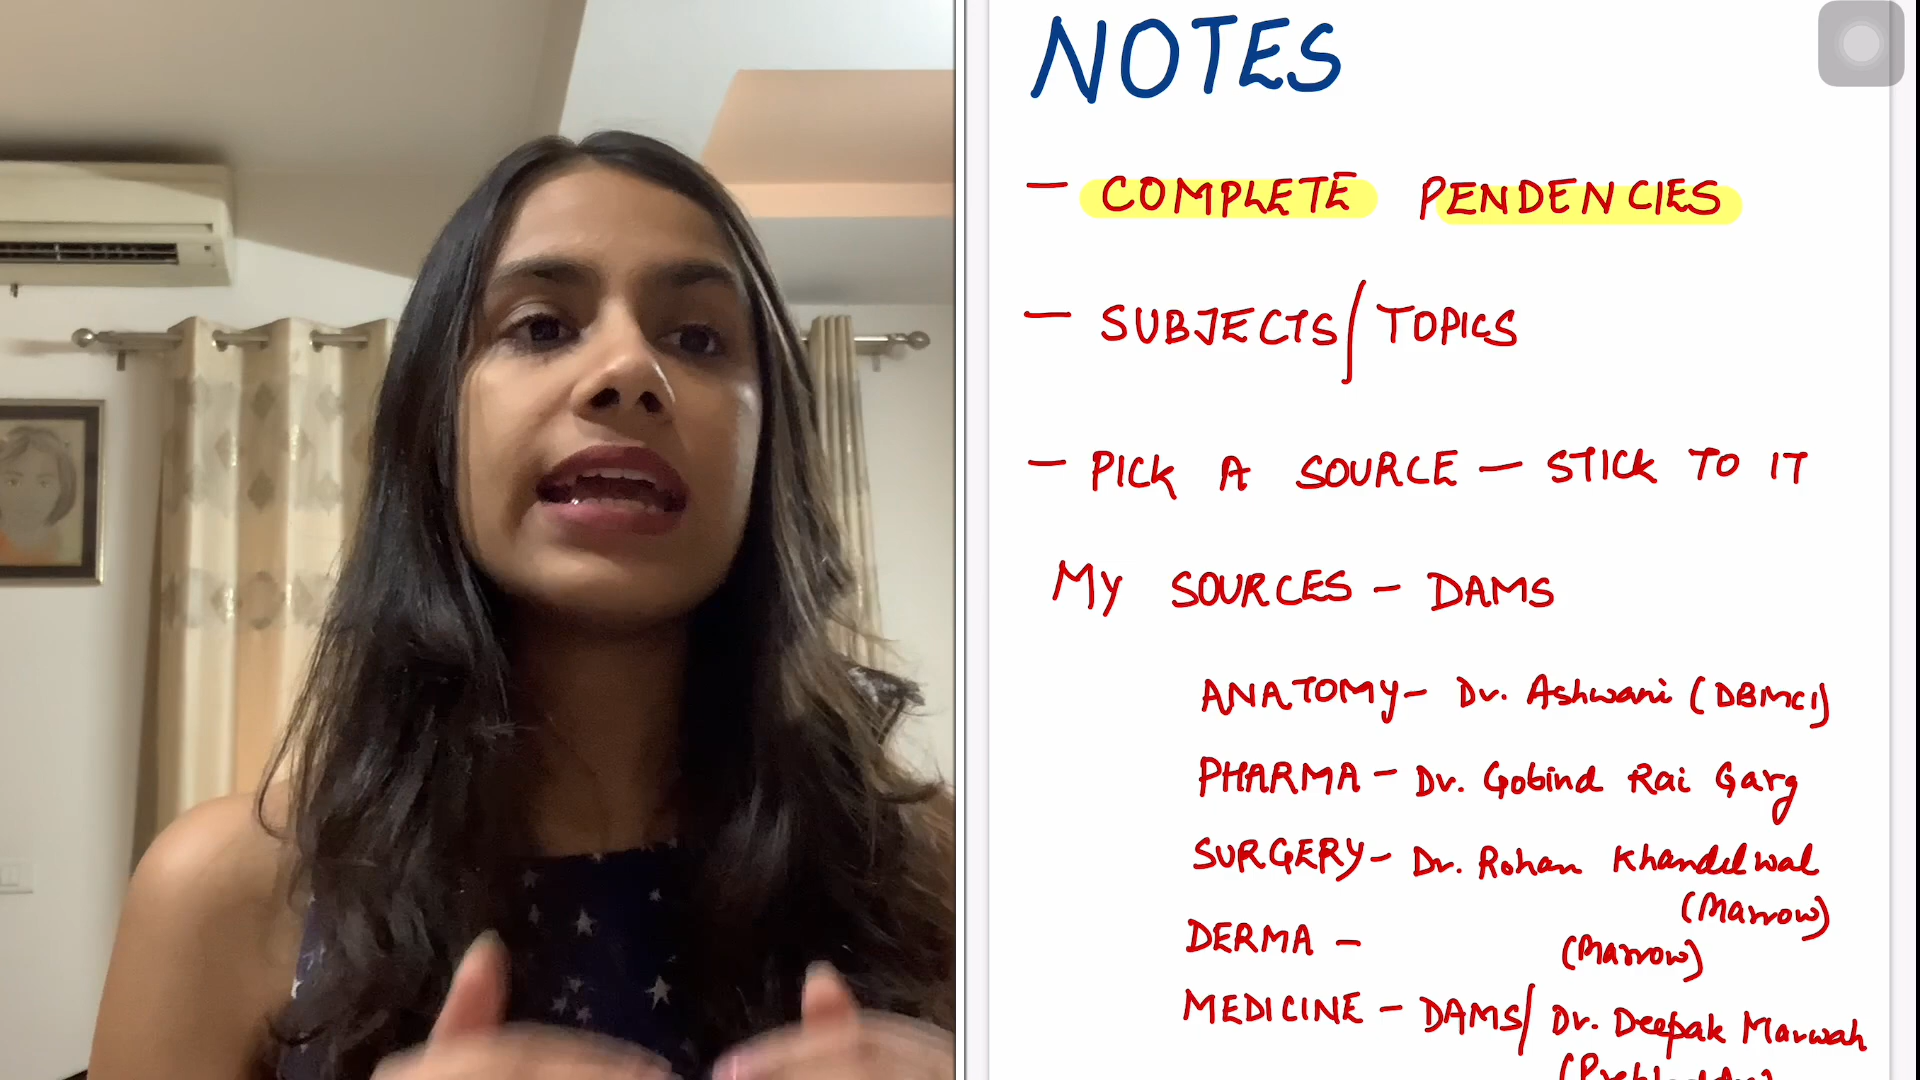 NOTES
- COMPLETE PENDENCIES
- SUBJECTS/TOPICS
- PICK A SOURCE - STICK TO IT
MY SOURCES - DAMS
ANATOMY - Dr. Ashwani (DBMCI)
PHARMA - Dr. Gobind Rai Garg
SURGERY - Dr. Rohan Khandelwal
(Marrow)
DERMA - (Marrow)
MEDICINE - DAMS/Dr. Deepak Marwah